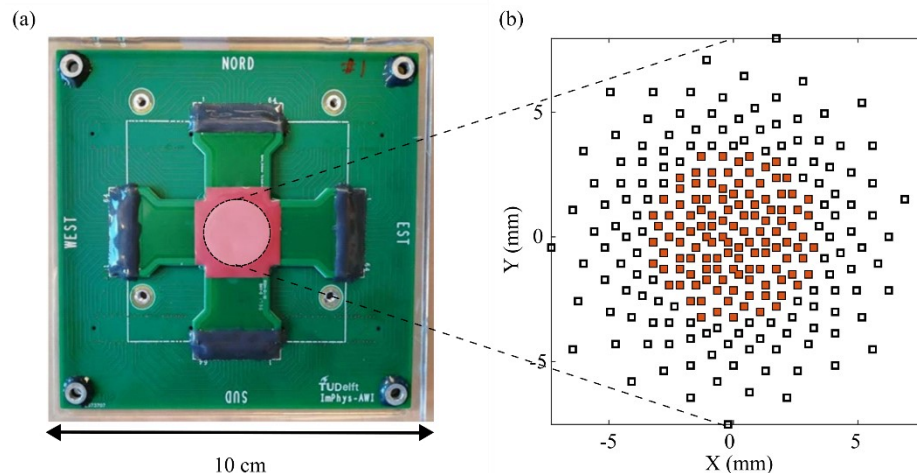 (a)
(b)
NORD
#1
WEST
EST
SUD
TUDelft
ImPhys-AWI
10 cm
Y (mm)
5
0
-5
-5
0
5
X (mm)